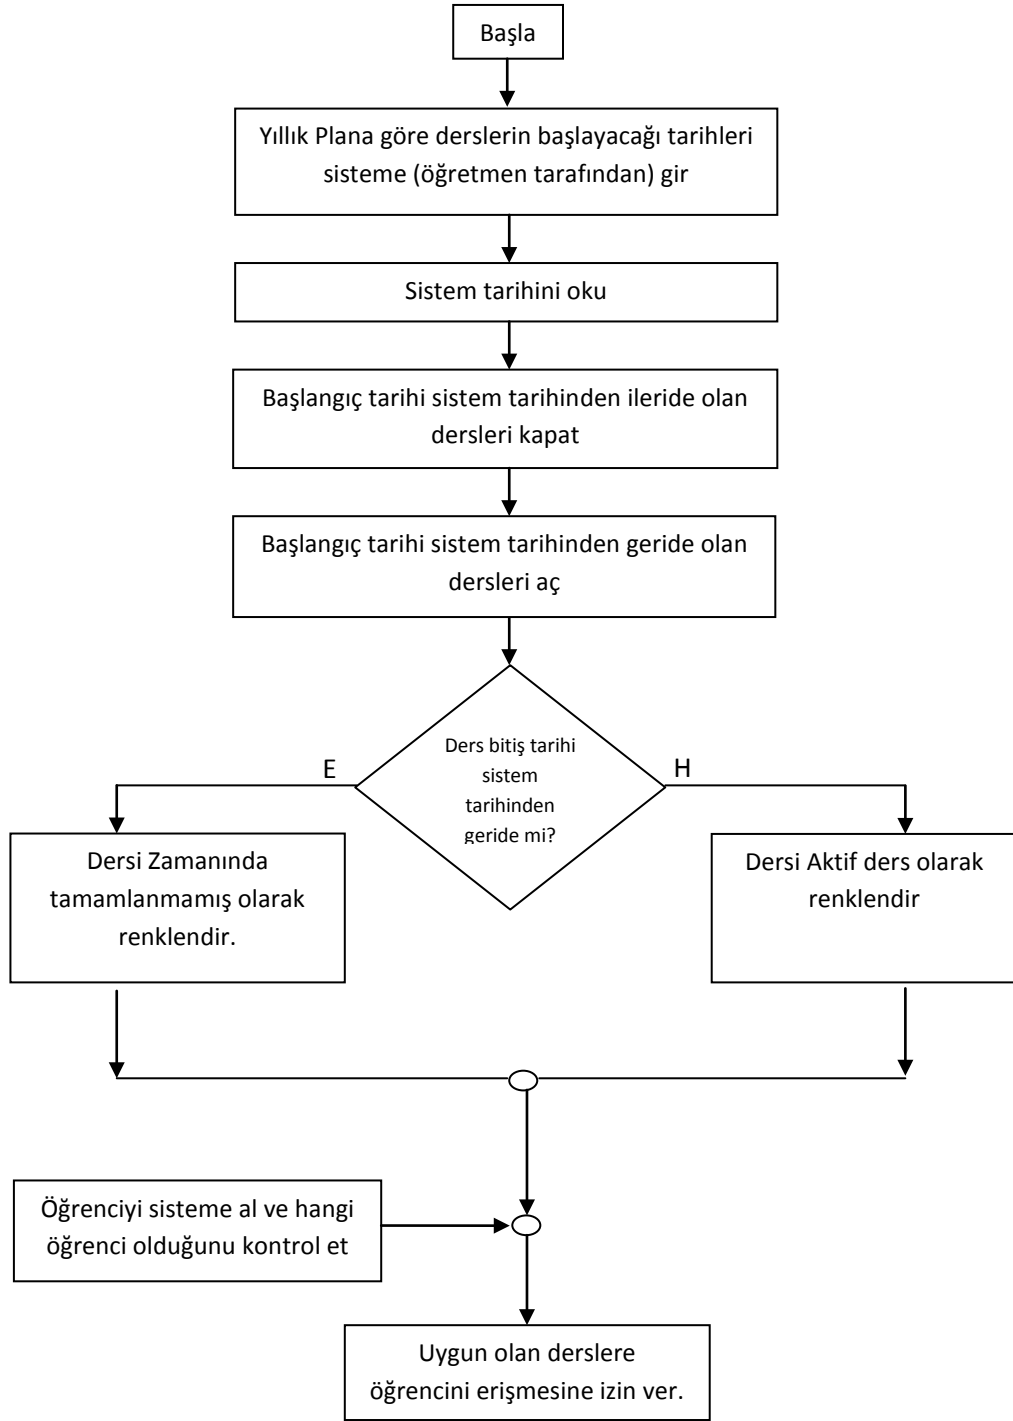 Başla
Yıllık Plana göre derslerin başlayacağı tarihleri
sisteme (öğretmen tarafından) gir
Sistem tarihini oku
Başlangıç tarihi sistem tarihinden ileride olan
dersleri kapat
Başlangıç tarihi sistem tarihinden geride olan
dersleri aç
Ders bitiş tarihi
sistem
tarihinden
geride mi?
E
H
Dersi Zamanında
tamamlanmamış olarak
renklendir.
Dersi Aktif ders olarak
renklendir
Öğrenciyi sisteme al ve hangi
öğrenci olduğunu kontrol et
Uygun olan derslere
öğrencini erişmesine izin ver.